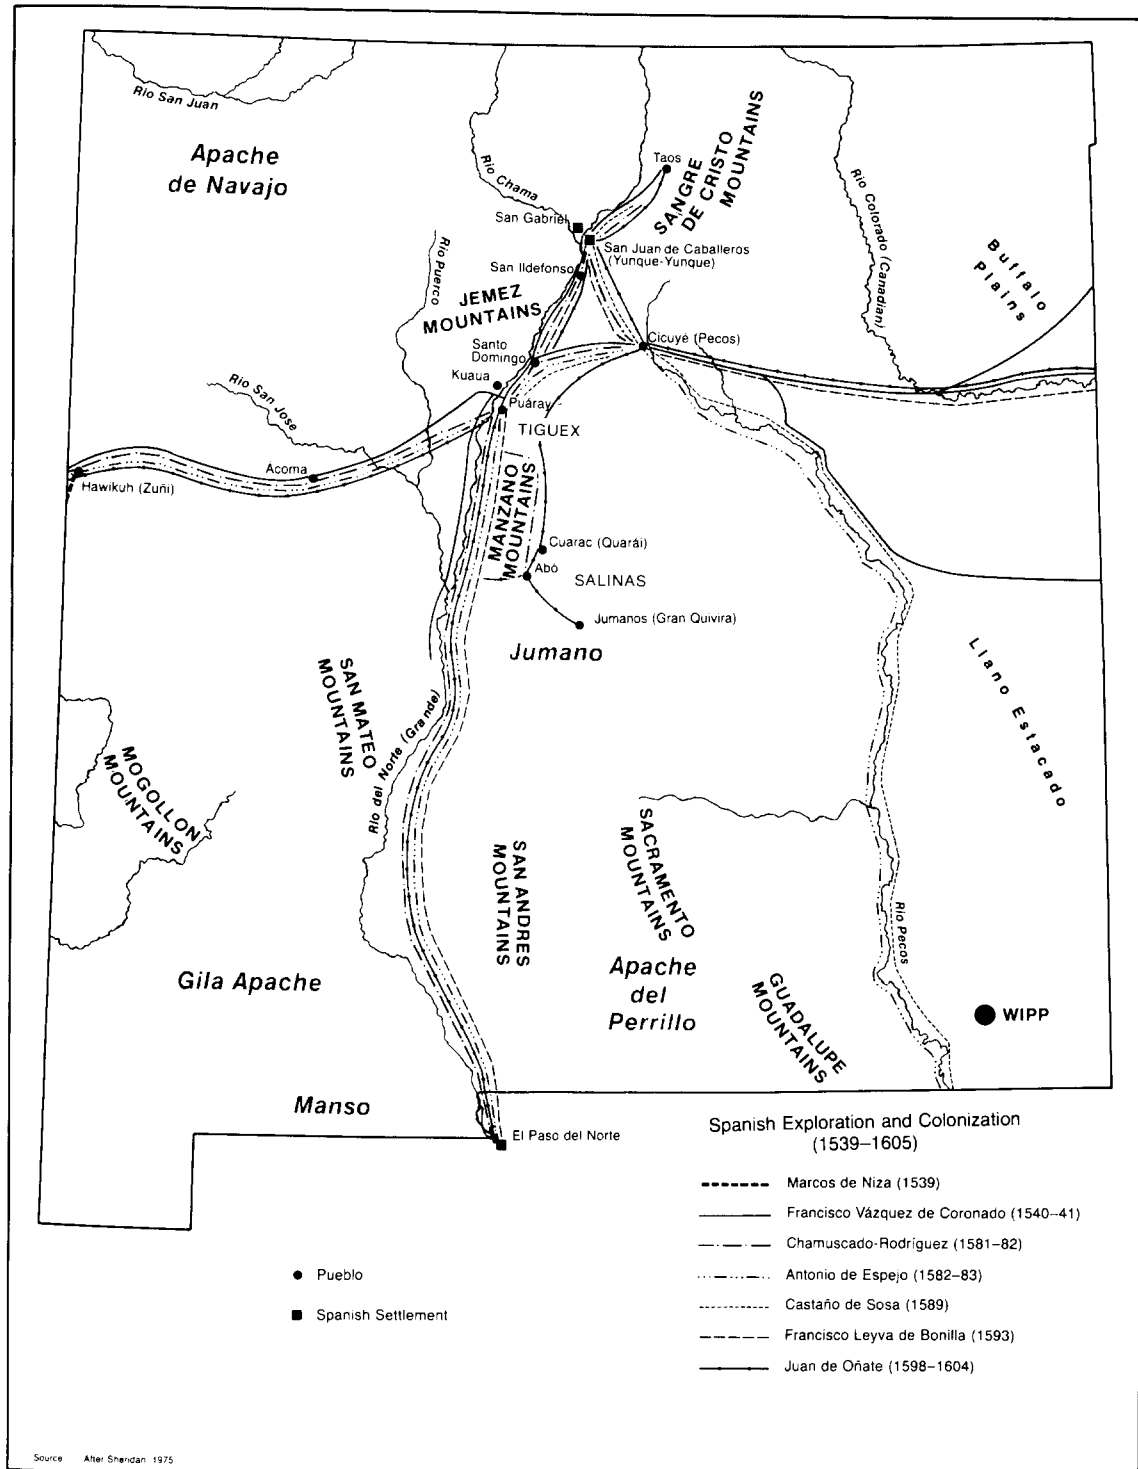 Rio San Juan
Apache
de Navajo
Rio Chama
Taos
SANGRE
DE CRISTO
MOUNTAINS
Rio Colorado (Canadian)
Buffalo
Plains
San Gabriel
San Juan de Caballeros
(Yunque-Yunque)
Rio Puerco
San Ildefonso
JEMEZ
MOUNTAINS
Santo
Domingo
Cicuyé (Pecos)
Kuaua
Rio San Jose
Puáray
TIGUEX
Acoma
Hawikuh (Zuñi)
MANZANO
MOUNTAINS
Cuarac (Quarái)
Abó
SALINAS
Jumanos (Gran Quivira)
Jumano
Llano Estacado
SAN MATEO
MOUNTAINS
Rio del Norte (Grande)
MOGOLLON
MOUNTAINS
SAN ANDRES
MOUNTAINS
SACRAMENTO
MOUNTAINS
Rio Pecos
Gila Apache
Apache
del
Perrillo
GUADALUPE
MOUNTAINS
WIPP
Manso
El Paso del Norte
Spanish Exploration and Colonization
(1539–1605)
Marcos de Niza (1539)
Francisco Vázquez de Coronado (1540–41)
Chamuscado-Rodríguez (1581–82)
Antonio de Espejo (1582–83)
Castaño de Sosa (1589)
Francisco Leyva de Bonilla (1593)
Juan de Oñate (1598–1604)
Pueblo
Spanish Settlement
Source After Sheridan 1975